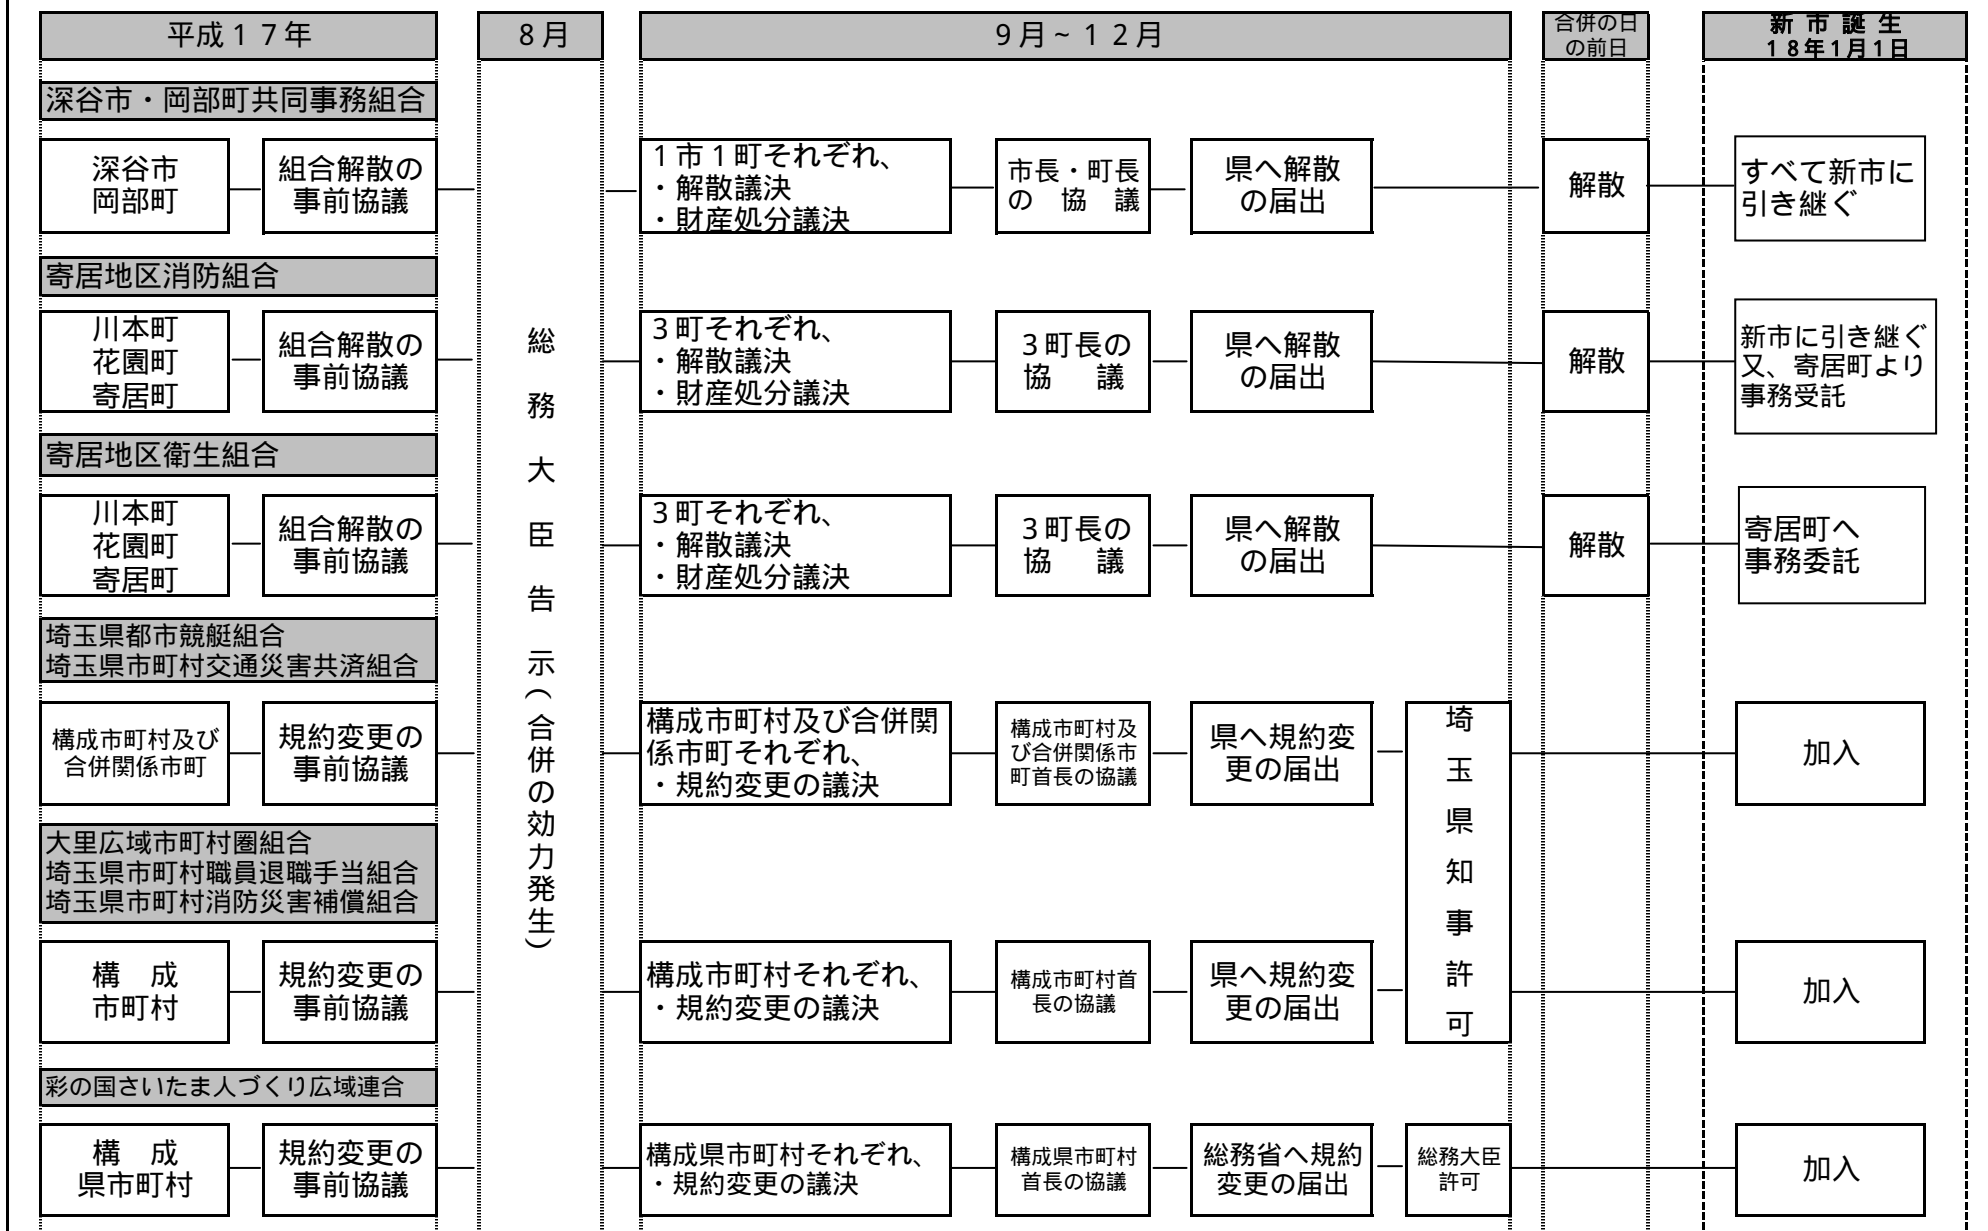 平成１７年
８月
９月~１２月
合併の日
の前日
新市誕生
１８年１月１日
深谷市・岡部町共同事務組合
深谷市
岡部町
組合解散の
事前協議
１市１町それぞれ、
・解散議決
・財産処分議決
市長・町長
の協議
県へ解散
の届出
解散
すべて新市に
引き継ぐ
寄居地区消防組合
川本町
花園町
寄居町
組合解散の
事前協議
３町それぞれ、
・解散議決
・財産処分議決
３町長の
協議
県へ解散
の届出
解散
新市に引き継ぐ
又、寄居町より
事務受託
寄居地区衛生組合
川本町
花園町
寄居町
組合解散の
事前協議
３町それぞれ、
・解散議決
・財産処分議決
３町長の
協議
県へ解散
の届出
解散
寄居町へ
事務委託
総務大臣告示(合併の効力発生)
埼玉県都市競艇組合
埼玉県市町村交通災害共済組合
構成市町村及び
合併関係市町
規約変更の
事前協議
構成市町村及び合併関
係市町それぞれ、
・規約変更の議決
構成市町村及
び合併関係市
町首長の協議
県へ規約変
更の届出
埼玉県知事許可
加入
大里広域市町村圏組合
埼玉県市町村職員退職手当組合
埼玉県市町村消防災害補償組合
構成
市町村
規約変更の
事前協議
構成市町村それぞれ、
・規約変更の議決
構成市町村首
長の協議
県へ規約変
更の届出
加入
彩の国さいたま人づくり広域連合
構成
県市町村
規約変更の
事前協議
構成県市町村それぞれ、
・規約変更の議決
構成県市町村
首長の協議
総務省へ規約
変更の届出
総務大臣
許可
加入